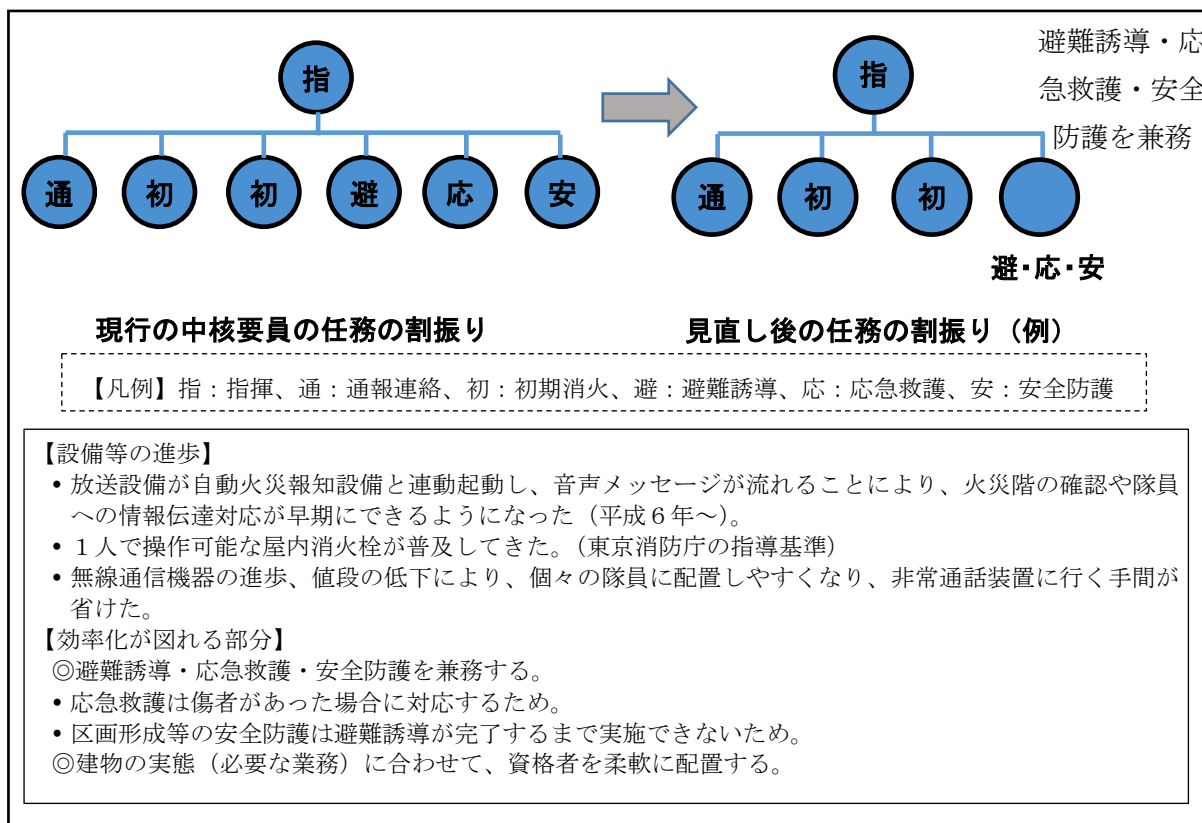 指
指
避難誘導・応
急救護・安全
防護を兼務
通 初 初 避 応 安
通 初 初
避・応・安
現行の中核要員の任務の割振り
見直し後の任務の割振り（例）
【凡例】指：指揮、通：通報連絡、初：初期消火、避：避難誘導、応：応急救護、安：安全防護
【設備等の進歩】
• 放送設備が自動火災報知設備と連動起動し、音声メッセージが流れることにより、火災階の確認や隊員
への情報伝達対応が早期にできるようになった（平成６年～）。
• １人で操作可能な屋内消火栓が普及してきた。（東京消防庁の指導基準）
• 無線通信機器の進歩、値段の低下により、個々の隊員に配置しやすくなり、非常通話装置に行く手間が
省けた。
【効率化が図れる部分】
◎避難誘導・応急救護・安全防護を兼務する。
• 応急救護は傷者があった場合に対応するため。
• 区画形成等の安全防護は避難誘導が完了するまで実施できないため。
◎建物の実態（必要な業務）に合わせて、資格者を柔軟に配置する。